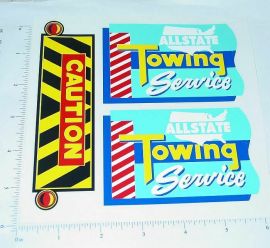 CAUTION
ALLSTATE
Towing
Service
ALLSTATE
Towing
Service